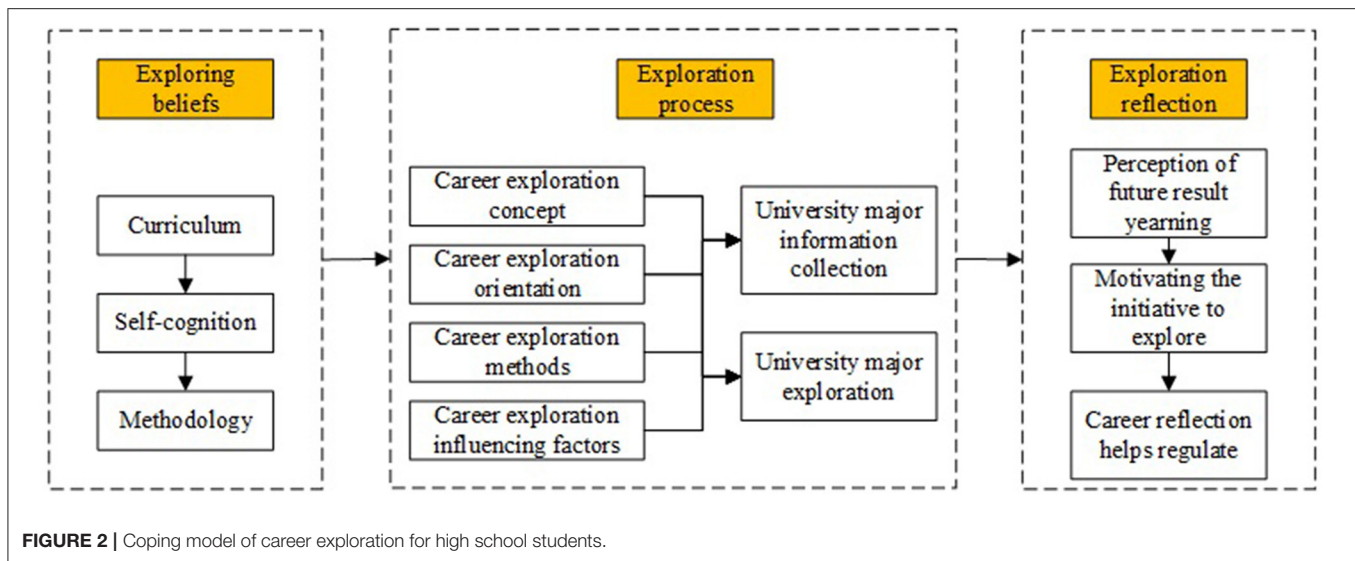 Exploring
beliefs
Curriculum
Self-cognition
Methodology
Exploration
process
Career exploration
concept
Career exploration
orientation
Career exploration
methods
Career exploration
influencing factors
University major
information
collection
University major
exploration
Exploration
reflection
Perception of
future result
yearning
Motivating the
initiative to
explore
Career reflection
helps regulate
FIGURE 2 | Coping model of career exploration for high school students.